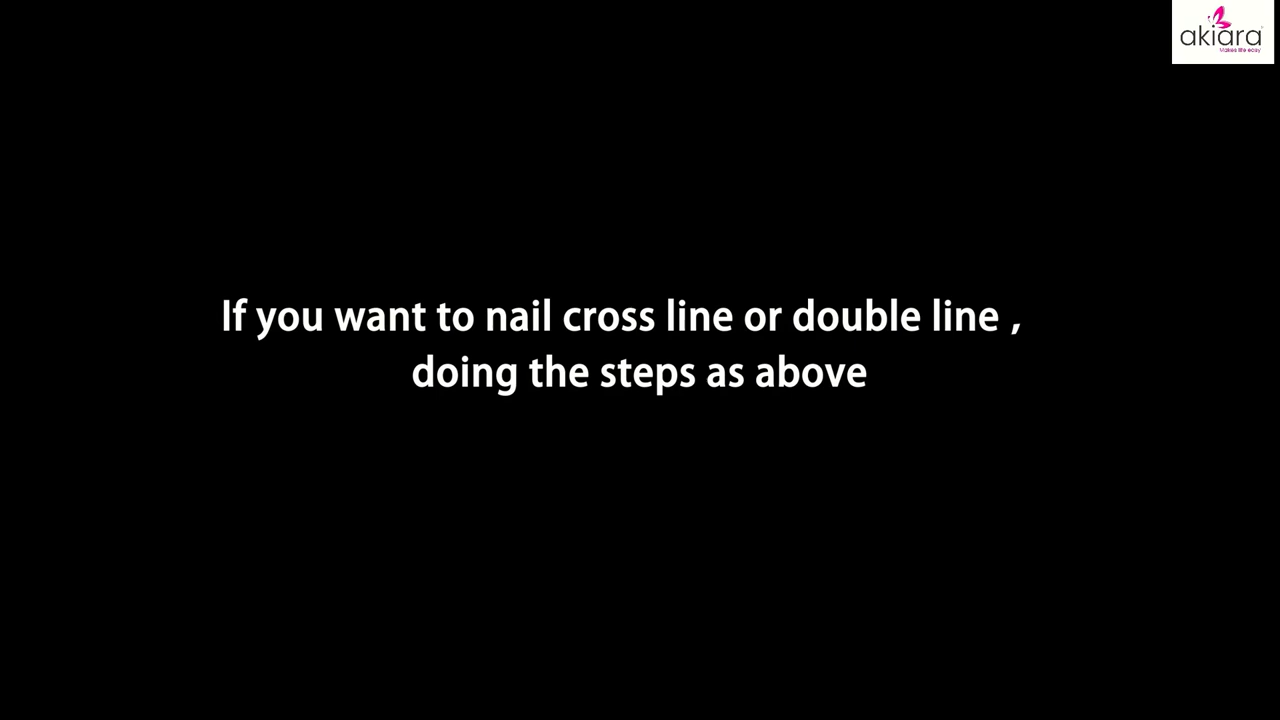 akiara
Makes life easy
If you want to nail cross line or double line ,
doing the steps as above